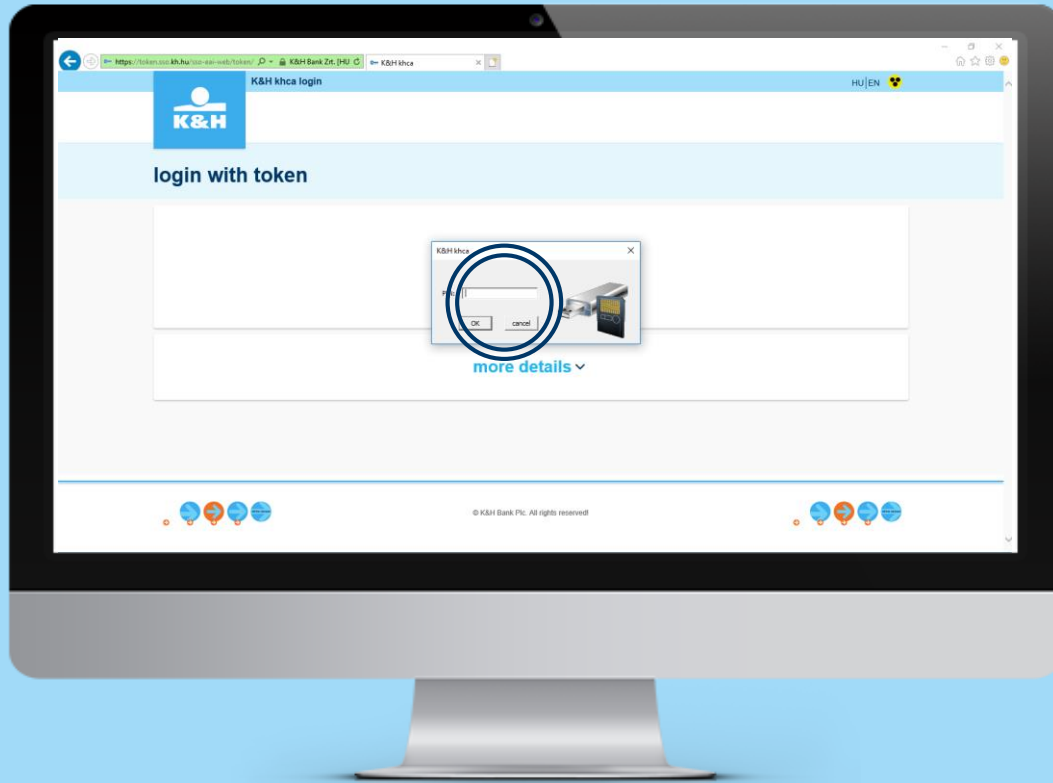 https://token.sso.kh.hu/sso-eai-web/token/
K&H Bank Zrt. [HU
K&H khca
K&H khca login
HU|EN
K&H
login with token
K&H khca
OK
cancel
more details
© K&H Bank Plc. All rights reserved!